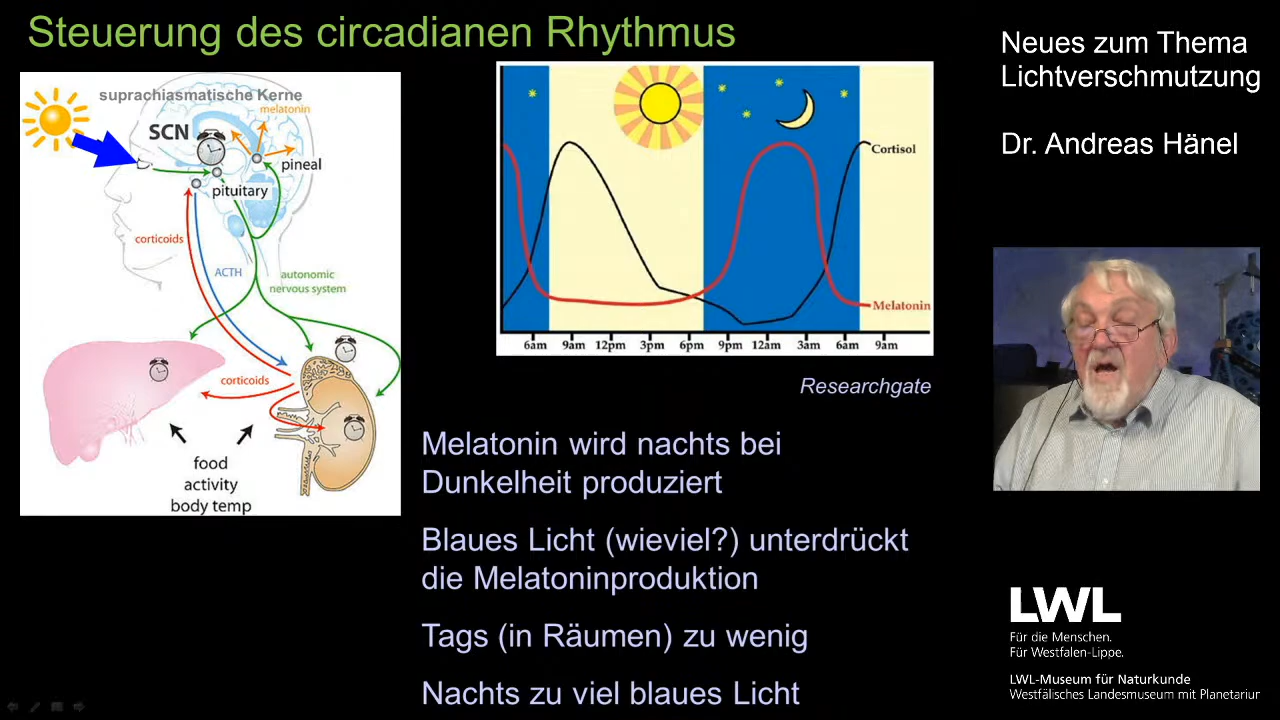 Steuerung des circadianen Rhythmus
suprachiasmatische Kerne
melatonin
SCN
pineal
pituitary
corticoids
ACTH
autonomic
nervous system
corticoids
food
activity
body temp
Cortisol
Melatonin
6am 9am 12pm 3pm 6pm 9pm 12am 3am 6am 9am
Researchgate
Melatonin wird nachts bei
Dunkelheit produziert
Blaues Licht (wieviel?) unterdrückt
die Melatoninproduktion
Tags (in Räumen) zu wenig
Nachts zu viel blaues Licht
Neues zum Thema
Lichtverschmutzung
Dr. Andreas Hänel
LWL
Für die Menschen.
Für Westfalen-Lippe.
LWL-Museum für Naturkunde
Westfälisches Landesmuseum mit Planetarium